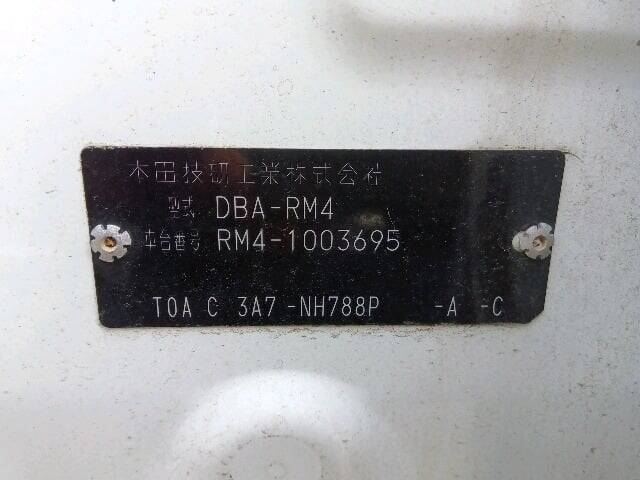 本田技研工業株式会社
型式 DBA-RM4
車台番号 RM4-1003695
TOA C 3A7 -NH788P -A -C